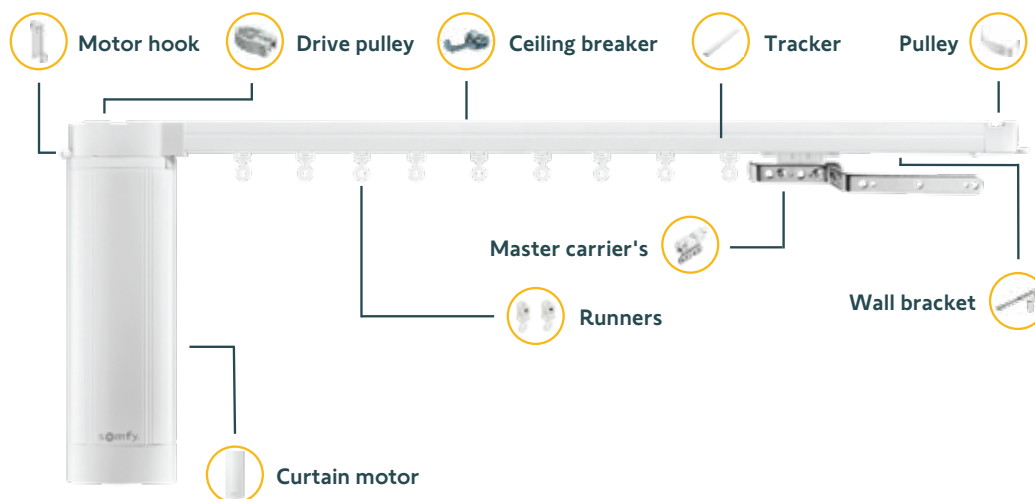 Motor hook
Drive pulley
Ceiling breaker
Tracker
Pulley
Master carrier's
Wall bracket
Runners
somfy.
Curtain motor